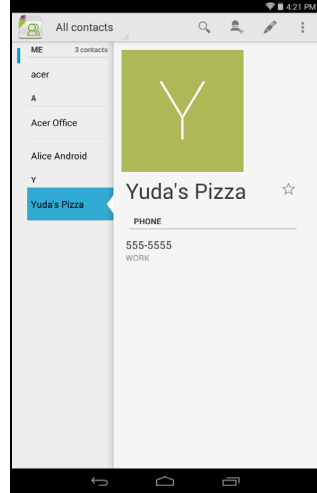 4:21 PM
All contacts
ME 3 contacts
acer
A
Acer Office
Alice Android
Y
Yuda's Pizza
Y
Yuda's Pizza
PHONE
555-5555
WORK